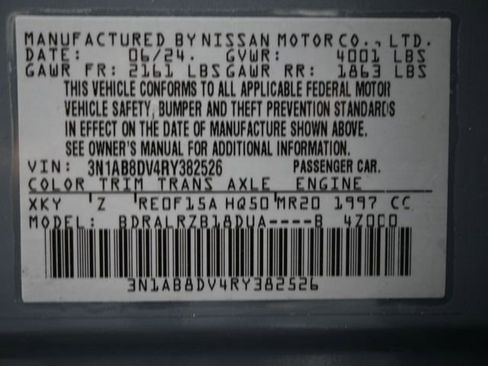 MANUFACTURED BY NISSAN MOTOR CO., LTD.
DATE: 06/24. GVWR: 4001 LBS
GAWR FR: 2161 LBS GAWR RR: 1863 LBS
THIS VEHICLE CONFORMS TO ALL APPLICABLE FEDERAL MOTOR
VEHICLE SAFETY, BUMPER AND THEFT PREVENTION STANDARDS
IN EFFECT ON THE DATE OF MANUFACTURE SHOWN ABOVE.
SEE OWNER'S MANUAL FOR ADDITIONAL INFORMATION.
VIN: 3N1AB8DV4RY382526 PASSENGER CAR.
COLOR TRIM TRANS AXLE ENGINE
XKY Z RE0F15A HQ50 MR20 1997 CC
MODEL: BDRALRZB18DUA----B 4Z000
3N1AB8DV4RY382526